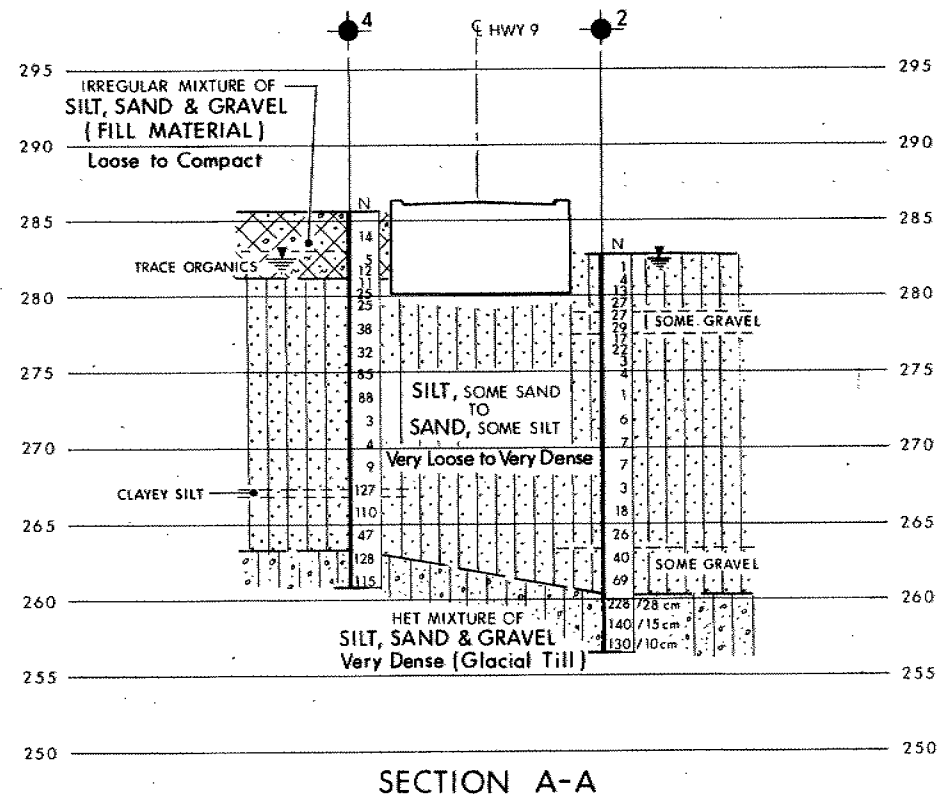 4
℄ HWY 9
2
295
295
IRREGULAR MIXTURE OF
SILT, SAND & GRAVEL
(FILL MATERIAL)
Loose to Compact
290
290
285
285
N
14
5
12
11
25
25
38
32
85
88
3
4
9
127
110
47
128
115
N
1
4
13
27
27
29
17
22
3
4
1
6
7
7
3
18
26
40
69
228 /28 cm
140 /15 cm
130 /10 cm
TRACE ORGANICS
280
280
SOME GRAVEL
275
275
SILT, SOME SAND
TO
SAND, SOME SILT
Very Loose to Very Dense
270
270
CLAYEY SILT
265
265
SOME GRAVEL
260
260
HET MIXTURE OF
SILT, SAND & GRAVEL
Very Dense (Glacial Till)
255
255
250
250
SECTION A-A